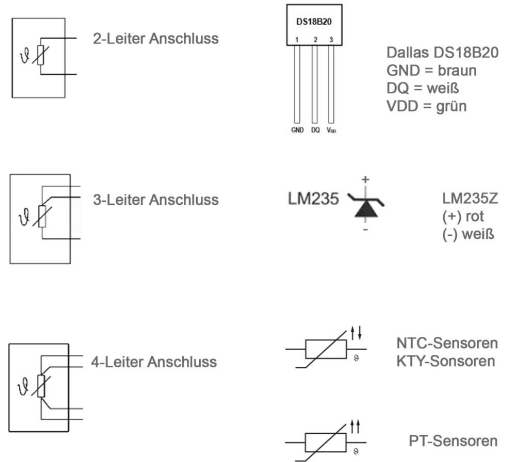 2-Leiter Anschluss
DS18B20
1 2 3
GND DQ VDD
Dallas DS18B20
GND = braun
DQ = weiß
VDD = grün
ϑ
3-Leiter Anschluss
ϑ
LM235
+
-
LM235Z
(+) rot
(-) weiß
4-Leiter Anschluss
ϑ
NTC-Sensoren
KTY-Sonsoren
ϑ
PT-Sensoren
ϑ